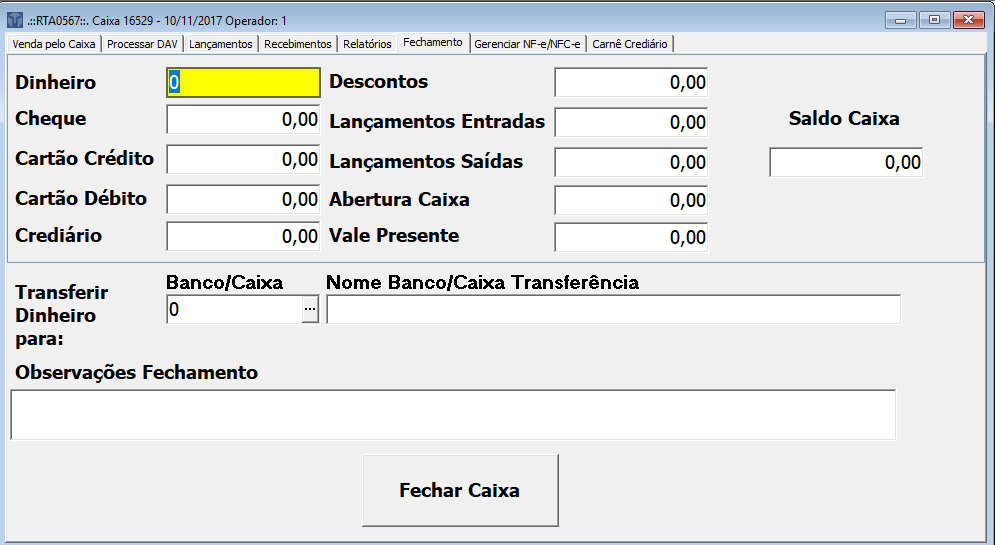 .::RTA0567::. Caixa 16529 - 10/11/2017 Operador: 1
Venda pelo Caixa Processar DAV Lançamentos Recebimentos Relatórios Fechamento Gerenciar NF-e/NFC-e Carnê Crediário
Dinheiro 0 Descontos 0,00
Cheque 0,00 Lançamentos Entradas 0,00 Saldo Caixa
Cartão Crédito 0,00 Lançamentos Saídas 0,00 0,00
Cartão Débito 0,00 Abertura Caixa 0,00
Crediário 0,00 Vale Presente 0,00
Banco/Caixa Nome Banco/Caixa Transferência
Transferir
Dinheiro
para:
0 ...
Observações Fechamento
Fechar Caixa